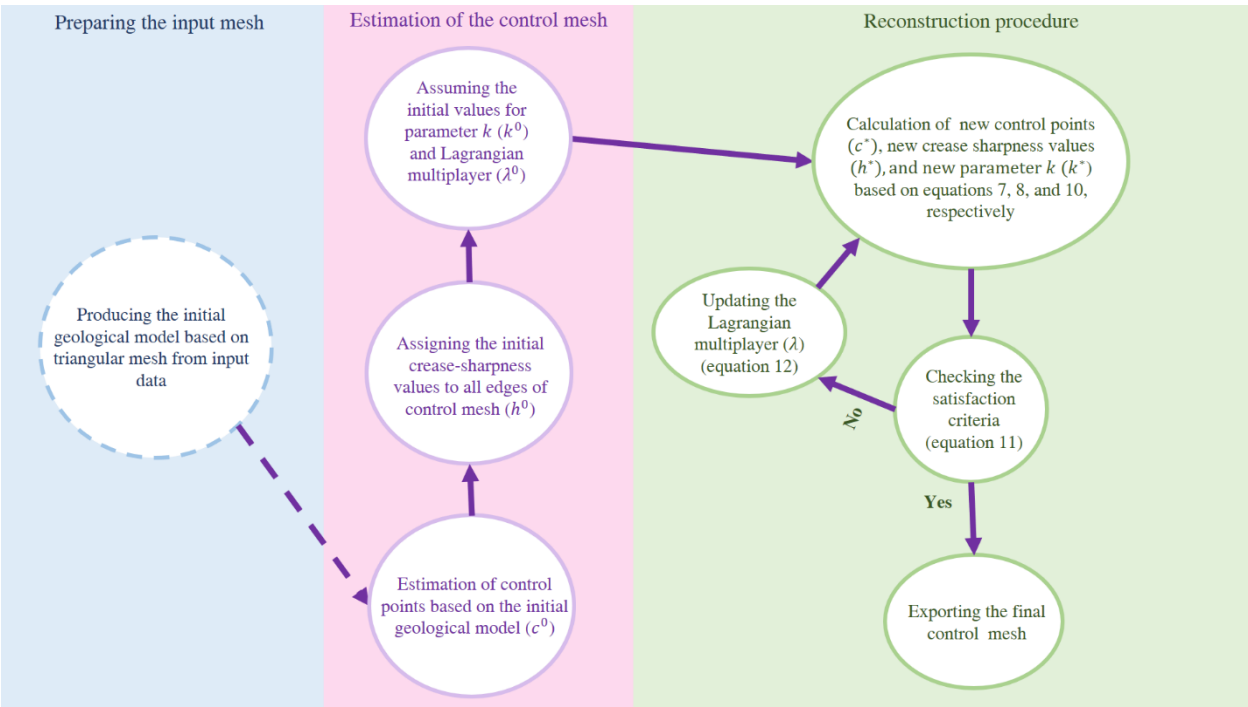 Preparing the input mesh
Producing the initial
geological model based on
triangular mesh from input
data
Estimation of the control mesh
Assuming the
initial values for
parameter k (k⁰)
and Lagrangian
multiplayer (λ⁰)
Assigning the initial
crease-sharpness
values to all edges of
control mesh (h⁰)
Estimation of control
points based on the initial
geological model (c⁰)
Reconstruction procedure
Calculation of new control points
(c*), new crease sharpness values
(h*), and new parameter k (k*)
based on equations 7, 8, and 10,
respectively
Updating the
Lagrangian
multiplayer (λ)
(equation 12)
Checking the
satisfaction
criteria
(equation 11)
No
Yes
Exporting the final
control mesh